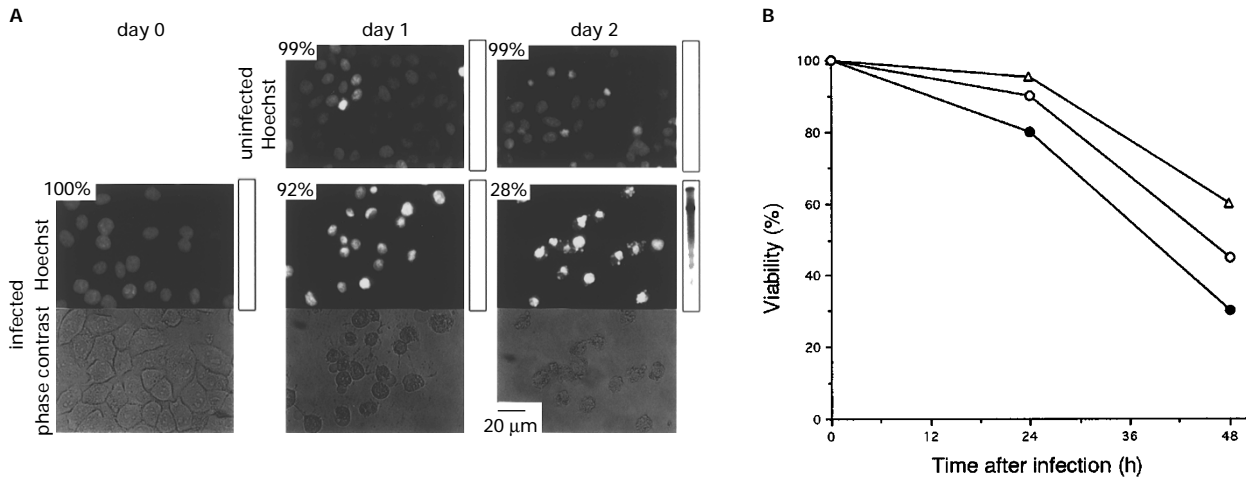 A
day 0
day 1
day 2
99%
99%
uninfected
Hoechst
100%
92%
28%
infected
Hoechst
phase contrast
20 µm
B
Viability (%)
100
80
60
40
20
0
0 12 24 36 48
Time after infection (h)